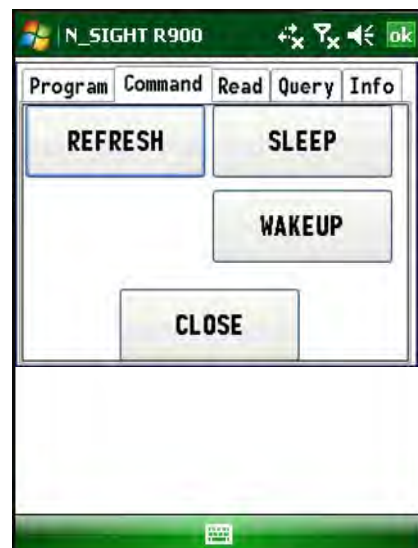 N_SIGHT R900 ok
Program Command Read Query Info
REFRESH SLEEP
WAKEUP
CLOSE